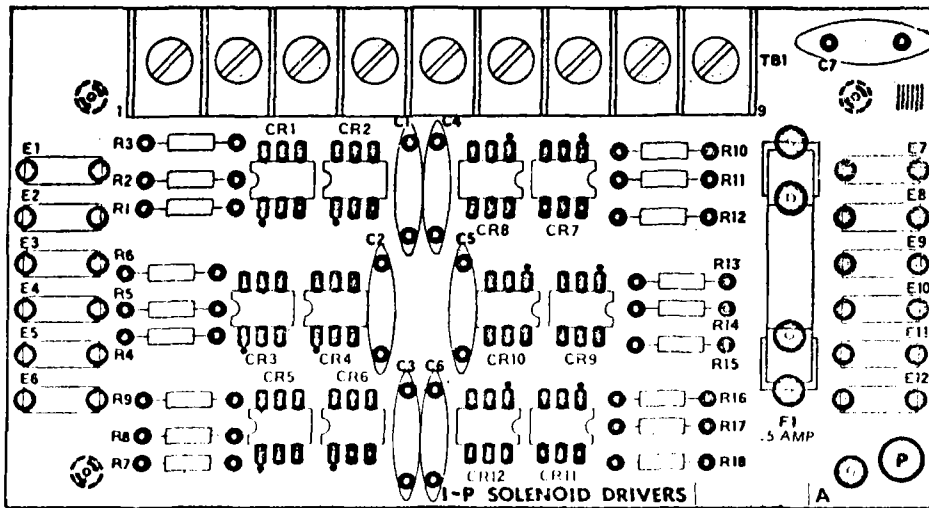 TB1
C7
1
9
C1 C4
CR1 CR2
R3
R2
R1
R10
R11
R12
CR8 CR7
E1
E2
E3
E4
E5
E6
E7
E8
E9
E10
E11
E12
C2 C5
R6
R5
R4
R13
R14
R15
CR3 CR4
CR10 CR9
CR5 CR6
C3 C6
R9
R8
R7
R16
R17
R18
CR12 CR11
F1
.5 AMP
P
1-P SOLENOID DRIVERS
A